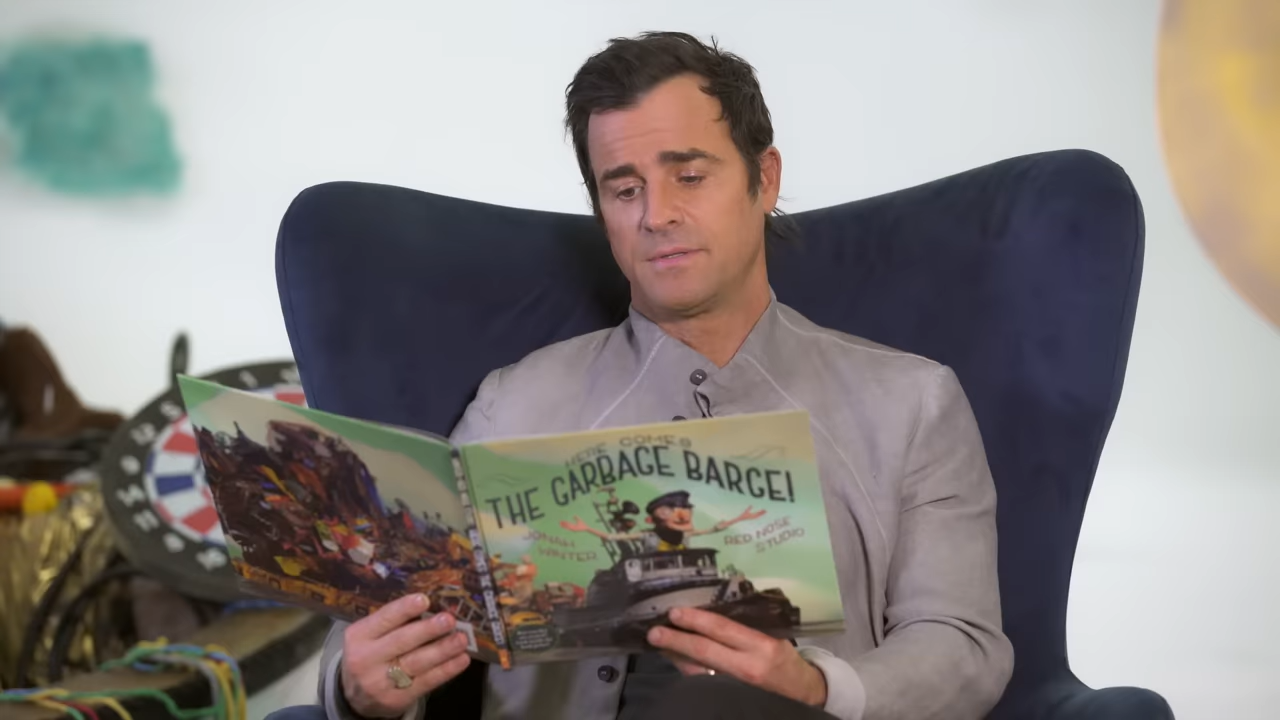 HERE COMES
THE GARBAGE BARGE!
JONAH
WINTER
RED NOSE
STUDIO